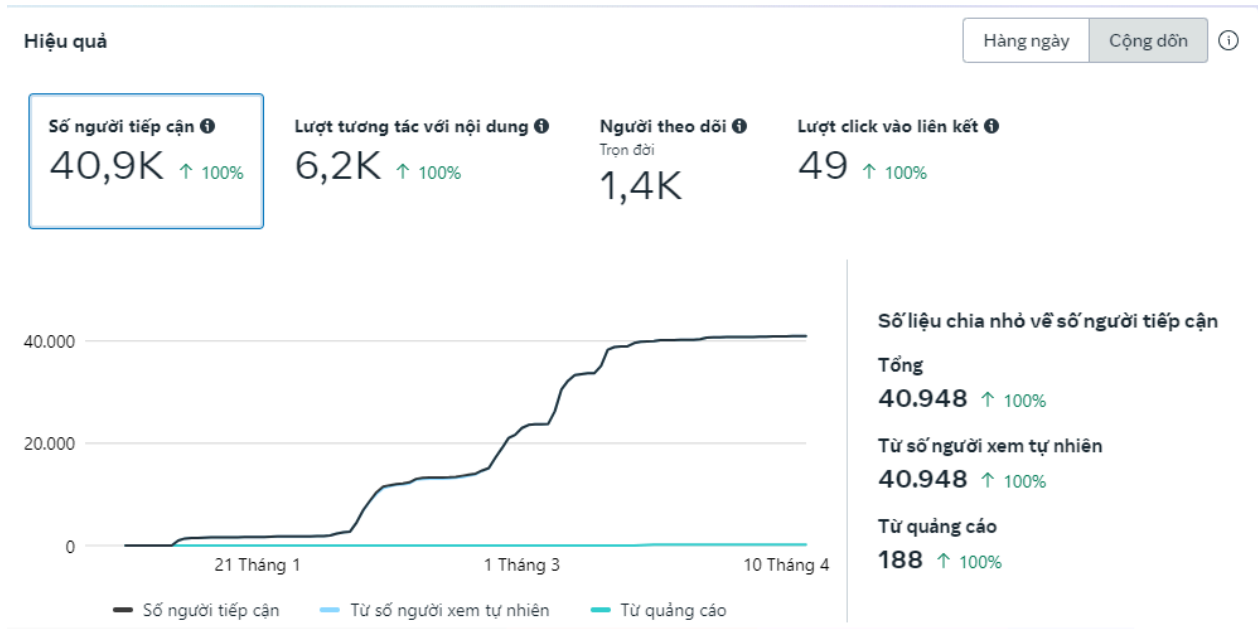 Hiệu quả
Hàng ngày
Cộng dồn
Số người tiếp cận
40,9K ↑ 100%
Lượt tương tác với nội dung
6,2K ↑ 100%
Người theo dõi
Trọn đời
1,4K
Lượt click vào liên kết
49 ↑ 100%
40.000
20.000
0
21 Tháng 1
1 Tháng 3
10 Tháng 4
Số người tiếp cận
Từ số người xem tự nhiên
Từ quảng cáo
Số liệu chia nhỏ về số người tiếp cận
Tổng
40.948 ↑ 100%
Từ số người xem tự nhiên
40.948 ↑ 100%
Từ quảng cáo
188 ↑ 100%